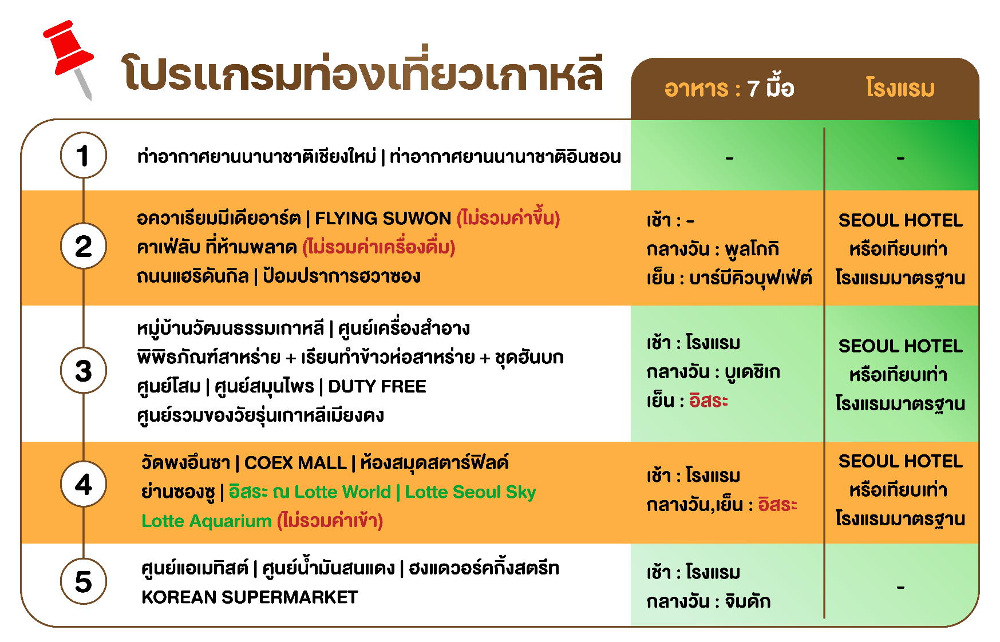 โปรแกรมท่องเที่ยวเกาหลี
อาหาร : 7 มื้อ
โรงแรม
1
ท่าอากาศยานนานาชาติเชียงใหม่ | ท่าอากาศยานนานาชาติอินชอน
-
-
2
อควาเรียมมีเดียอาร์ต | FLYING SUWON (ไม่รวมค่าขึ้น)
คาเฟ่ลับ ที่ห้ามพลาด (ไม่รวมค่าเครื่องดื่ม)
ถนนแฮริดันกิล | ป้อมปราการฮวาซอง
เช้า : -
กลางวัน : พูลโกกิ
เย็น : บาร์บีคิวบุฟเฟ่ต์
SEOUL HOTEL
หรือเทียบเท่า
โรงแรมมาตรฐาน
3
หมู่บ้านวัฒนธรรมเกาหลี | ศูนย์เครื่องสำอาง
พิพิธภัณฑ์สาหร่าย + เรียนทำข้าวห่อสาหร่าย + ชุดฮันบก
ศูนย์โสม | ศูนย์สมุนไพร | DUTY FREE
ศูนย์รวมของวัยรุ่นเกาหลีเมียงดง
เช้า : โรงแรม
กลางวัน : บูเดชิเก
เย็น : อิสระ
SEOUL HOTEL
หรือเทียบเท่า
โรงแรมมาตรฐาน
4
วัดพงอึนซา | COEX MALL | ห้องสมุดสตาร์ฟิลด์
ย่านซองซู | อิสระ ณ Lotte World | Lotte Seoul Sky
Lotte Aquarium (ไม่รวมค่าเข้า)
เช้า : โรงแรม
กลางวัน,เย็น : อิสระ
SEOUL HOTEL
หรือเทียบเท่า
โรงแรมมาตรฐาน
5
ศูนย์แอเมทิสต์ | ศูนย์น้ำมันสนแดง | ฮงแดวอร์คกิ้งสตรีท
KOREAN SUPERMARKET
เช้า : โรงแรม
กลางวัน : จิมดัก
-